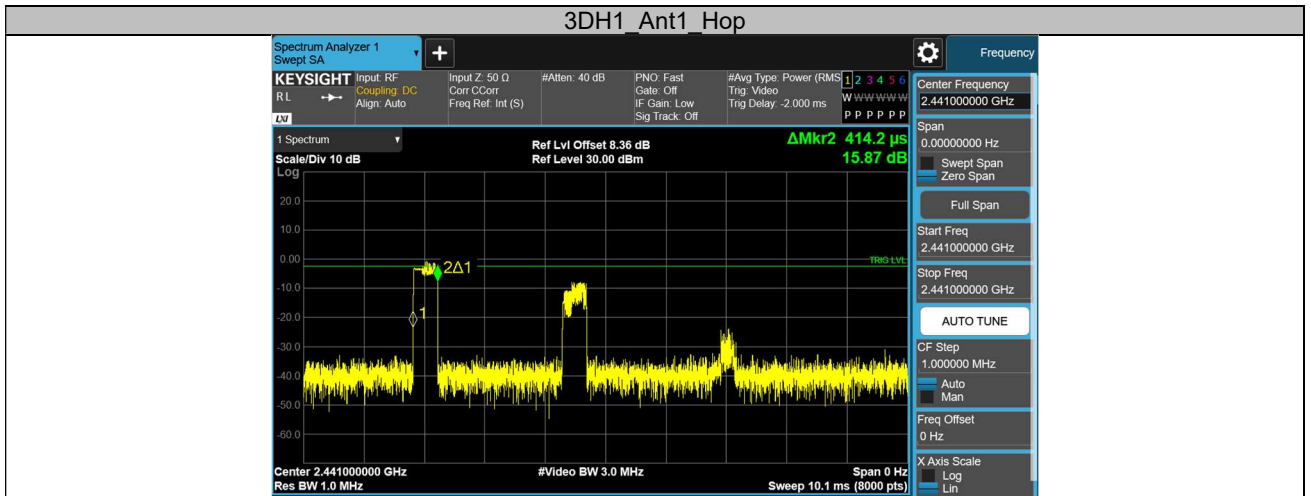 3DH1_Ant1_Hop
Spectrum Analyzer 1
Swept SA
Frequency
KEYSIGHT
RL
LXI
Input: RF
Coupling: DC
Align: Auto
Input Z: 50 Ω
Corr CCorr
Freq Ref: Int (S)
#Atten: 40 dB
PNO: Fast
Gate: Off
IF Gain: Low
Sig Track: Off
#Avg Type: Power (RMS
Trig: Video
Trig Delay: -2.000 ms
1 2 3 4 5 6
W W W W W W
P P P P P P
1 Spectrum
Scale/Div 10 dB
Log
Ref Lvl Offset 8.36 dB
Ref Level 30.00 dBm
ΔMkr2 414.2 µs
15.87 dB
20.0
10.0
0.00
-10.0
-20.0
-30.0
-40.0
-50.0
-60.0
TRIG LVL
2Δ1
1
Center 2.441000000 GHz
Res BW 1.0 MHz
#Video BW 3.0 MHz
Span 0 Hz
Sweep 10.1 ms (8000 pts)
Center Frequency
2.441000000 GHz
Span
0.00000000 Hz
Swept Span
Zero Span
Full Span
Start Freq
2.441000000 GHz
Stop Freq
2.441000000 GHz
AUTO TUNE
CF Step
1.000000 MHz
Auto
Man
Freq Offset
0 Hz
X Axis Scale
Log
Lin